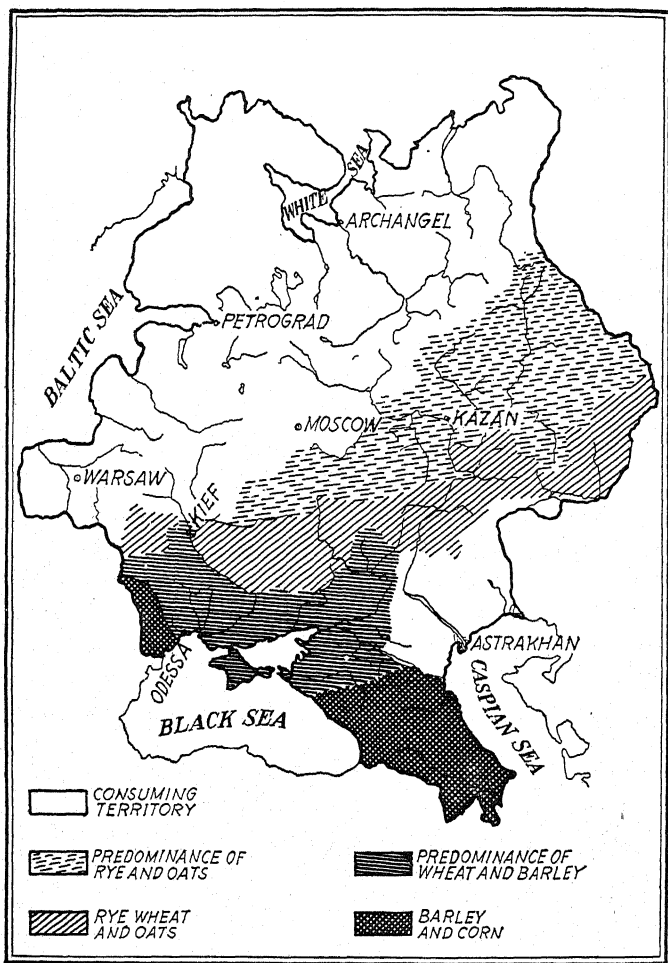 WHITE SEA
ARCHANGEL
BALTIC SEA
PETROGRAD
MOSCOW
KAZAN
WARSAW
KIEF
ASTRAKHAN
ODESSA
BLACK SEA
CASPIAN SEA
CONSUMING
TERRITORY
PREDOMINANCE OF
RYE AND OATS
PREDOMINANCE OF
WHEAT AND BARLEY
RYE WHEAT
AND OATS
BARLEY
AND CORN